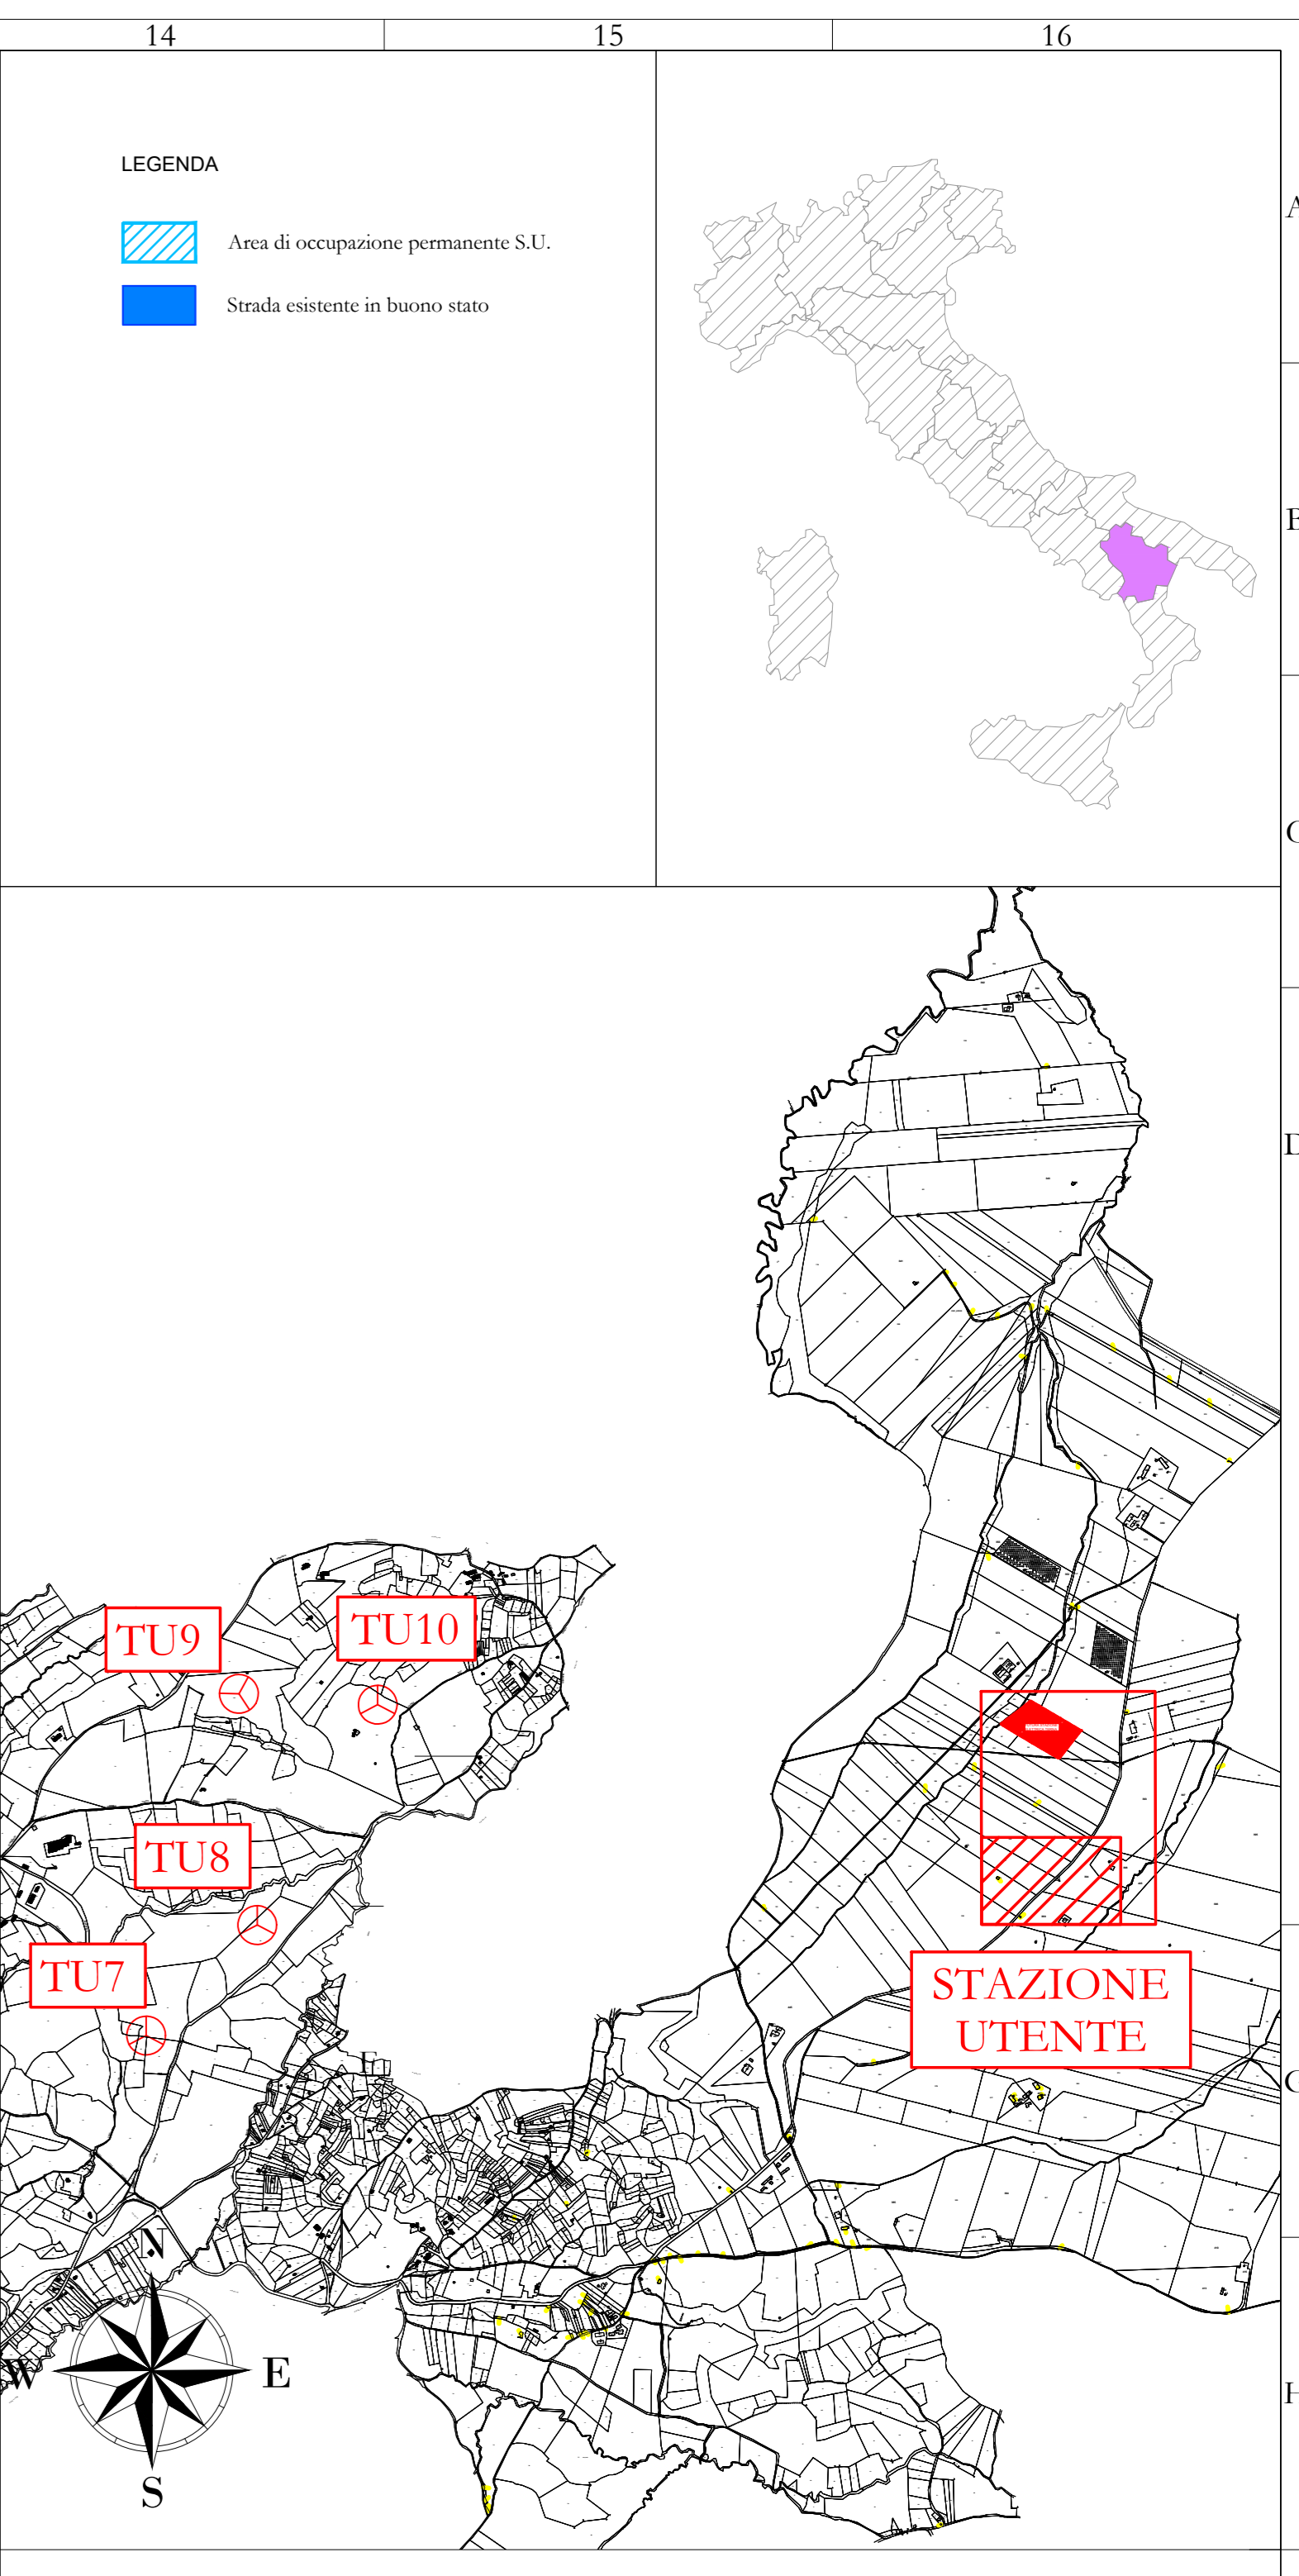 14
15
16
LEGENDA
Area di occupazione permanente S.U.
Strada esistente in buono stato
A
B
C
D
TU9
TU10
TU8
TU7
STAZIONE
UTENTE
E
G
N
W
E
S
H